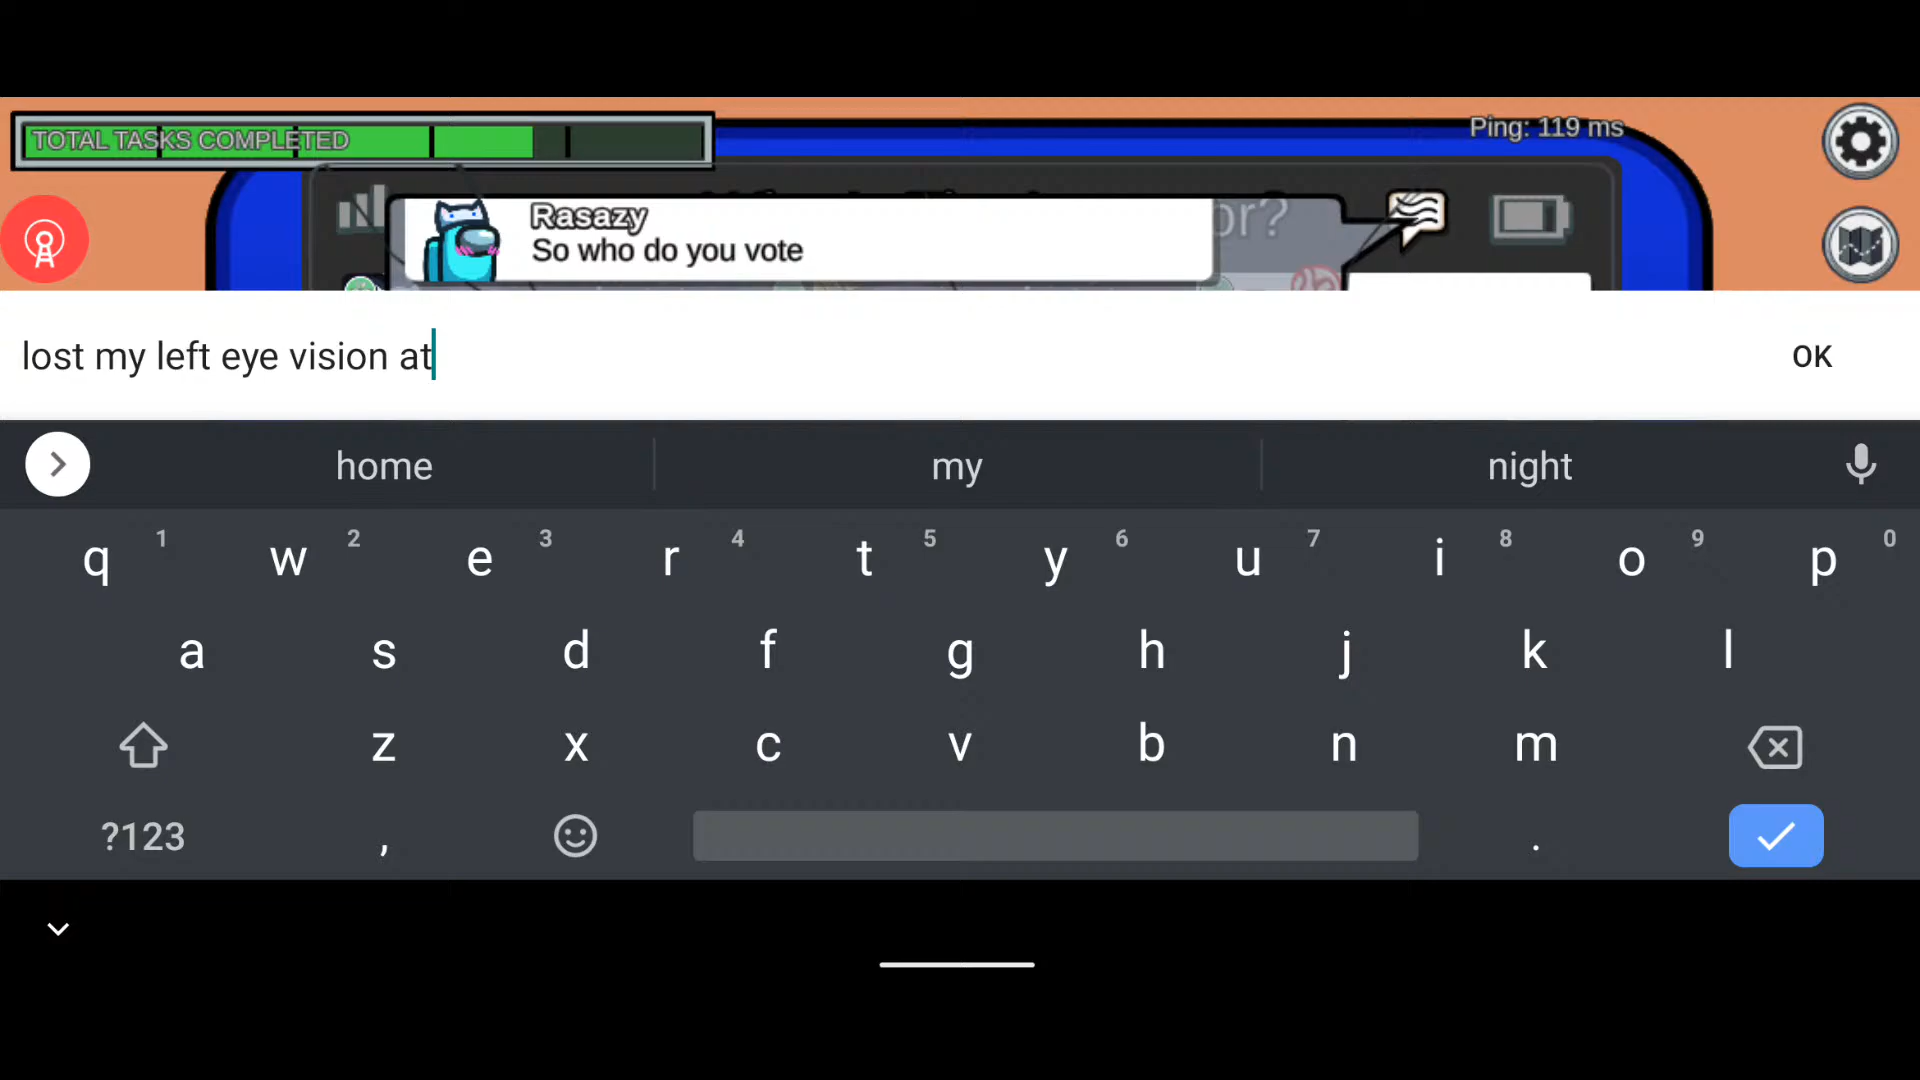 TOTAL TASKS COMPLETED
Ping: 119 ms
or?
Rasazy
So who do you vote
lost my left eye vision at
OK
home my night
q 1 w 2 e 3 r 4 t 5 y 6 u 7 i 8 o 9 p 0
a s d f g h j k l
z x c v b n m
?123 , .